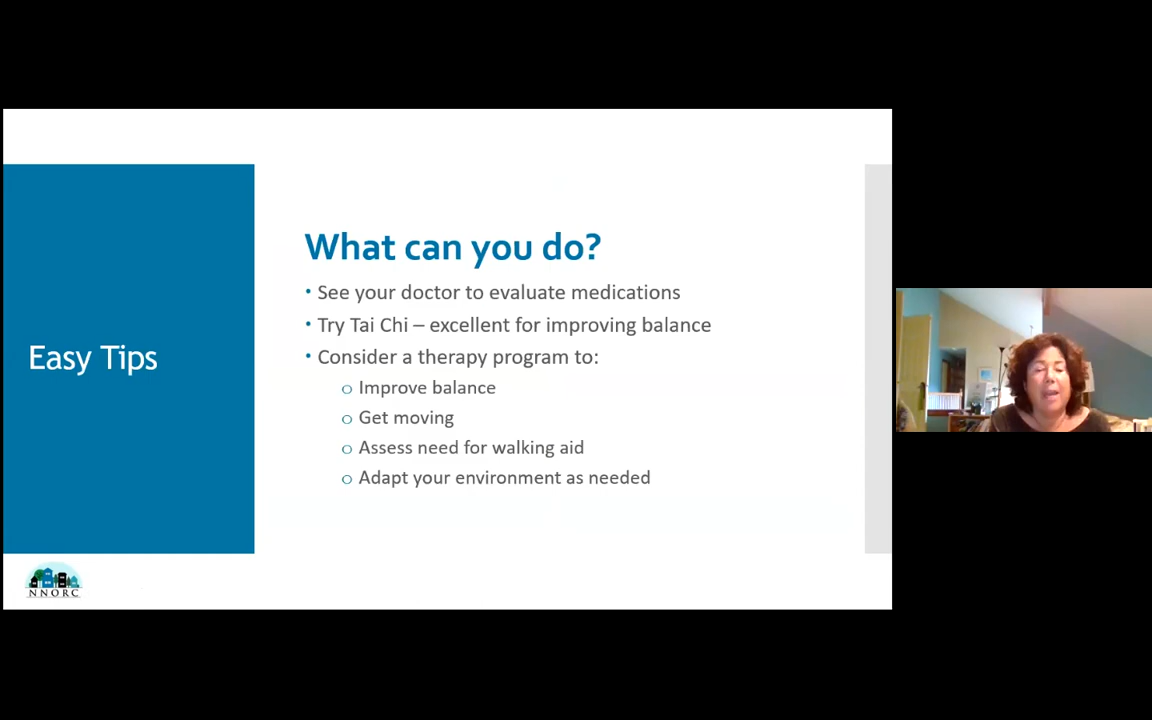 Easy Tips
What can you do?
• See your doctor to evaluate medications
• Try Tai Chi – excellent for improving balance
• Consider a therapy program to:
o Improve balance
o Get moving
o Assess need for walking aid
o Adapt your environment as needed
NNORC